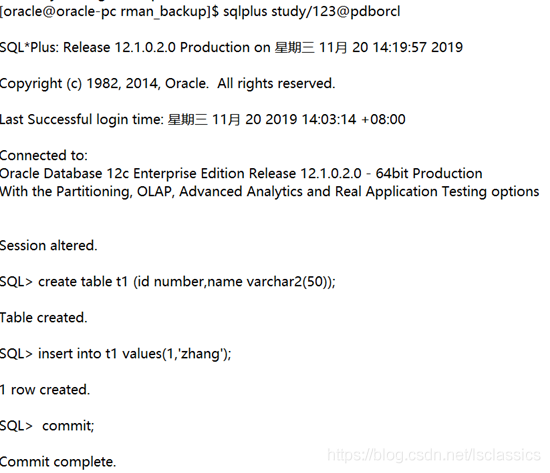 [oracle@oracle-pc rman_backup]$ sqlplus study/123@pdborcl
SQL*Plus: Release 12.1.0.2.0 Production on 星期三 11月 20 14:19:57 2019
Copyright (c) 1982, 2014, Oracle.  All rights reserved.
Last Successful login time: 星期三 11月 20 2019 14:03:14 +08:00
Connected to:
Oracle Database 12c Enterprise Edition Release 12.1.0.2.0 - 64bit Production
With the Partitioning, OLAP, Advanced Analytics and Real Application Testing options
Session altered.
SQL> create table t1 (id number,name varchar2(50));
Table created.
SQL> insert into t1 values(1,'zhang');
1 row created.
SQL>  commit;
Commit complete.
https://blog.csdn.net/lsclassics